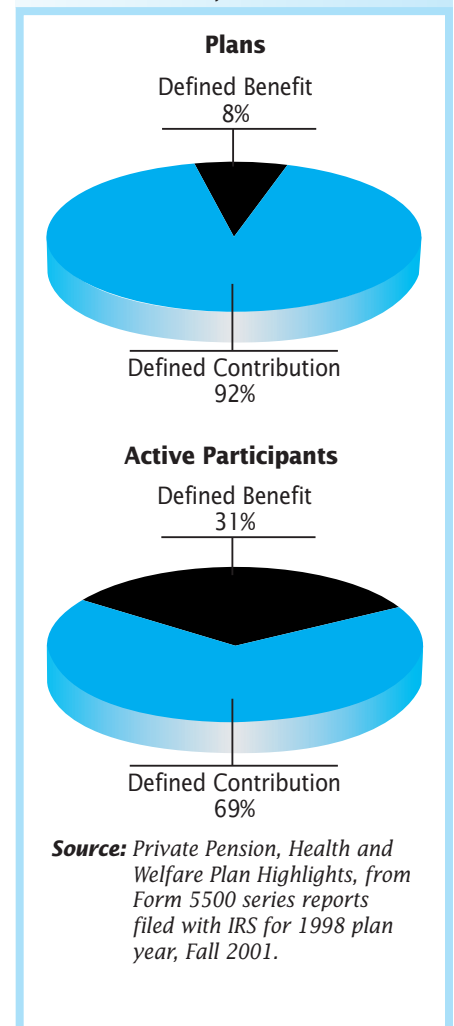 Plans
Defined Benefit
8%
Defined Contribution
92%
Active Participants
Defined Benefit
31%
Defined Contribution
69%
Source: Private Pension, Health and
Welfare Plan Highlights, from
Form 5500 series reports
filed with IRS for 1998 plan
year, Fall 2001.